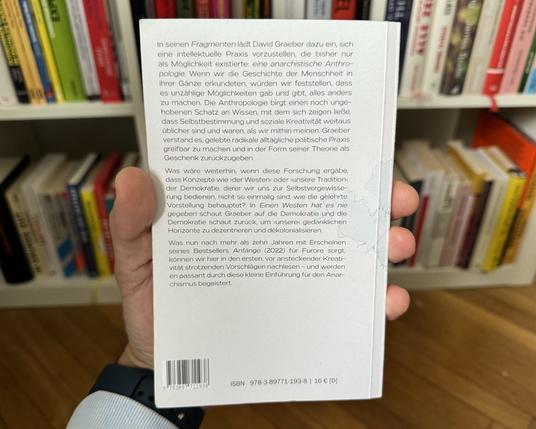 In seinen Fragmenten lädt David Graeber dazu ein, sich
eine intellektuelle Praxis vorzustellen, die bisher nur
als Möglichkeit existierte: eine anarchistische Anthro-
pologie. Wenn wir die Geschichte der Menschheit in
ihrer Gänze erkundeten, würden wir feststellen, dass
es unzählige Möglichkeiten gab und gibt, alles anders
zu machen. Die Anthropologie birgt einen noch unge-
hobenen Schatz an Wissen, mit dem sich zeigen ließe,
dass Selbstbestimmung und soziale Kreativität weitaus
üblicher sind und waren, als wir mithin meinen. Graeber
verstand es, gelebte radikale alltägliche politische Praxis
greifbar zu machen und in der Form seiner Theorie als
Geschenk zurückzugeben.
Was wäre weiterhin, wenn diese Forschung ergäbe,
dass Konzepte wie ›der Westen‹ oder ›unsere Tradition‹
der Demokratie, derer wir uns zur Selbstvergewisse-
rung bedienen, nicht so einmalig sind, wie die gelehrte
Vorstellung behauptet? In Einen Westen hat es nie
gegeben schaut Graeber auf die Demokratie und die
Demokratie schaut zurück, um ›unsere‹ gedanklichen
Horizonte zu dezentrieren und dekolonialisieren.
Was nun nach mehr als zehn Jahren mit Erscheinen
seines Bestsellers Anfänge (2022) für Furore sorgt,
können wir hier in den ersten, vor ansteckender Kreati-
vität strotzenden Vorschlägen nachlesen – und werden
en passant durch diese kleine Einführung für den Anar-
chismus begeistert.
ISBN 978-3-89771-193-8 | 16 € [D]